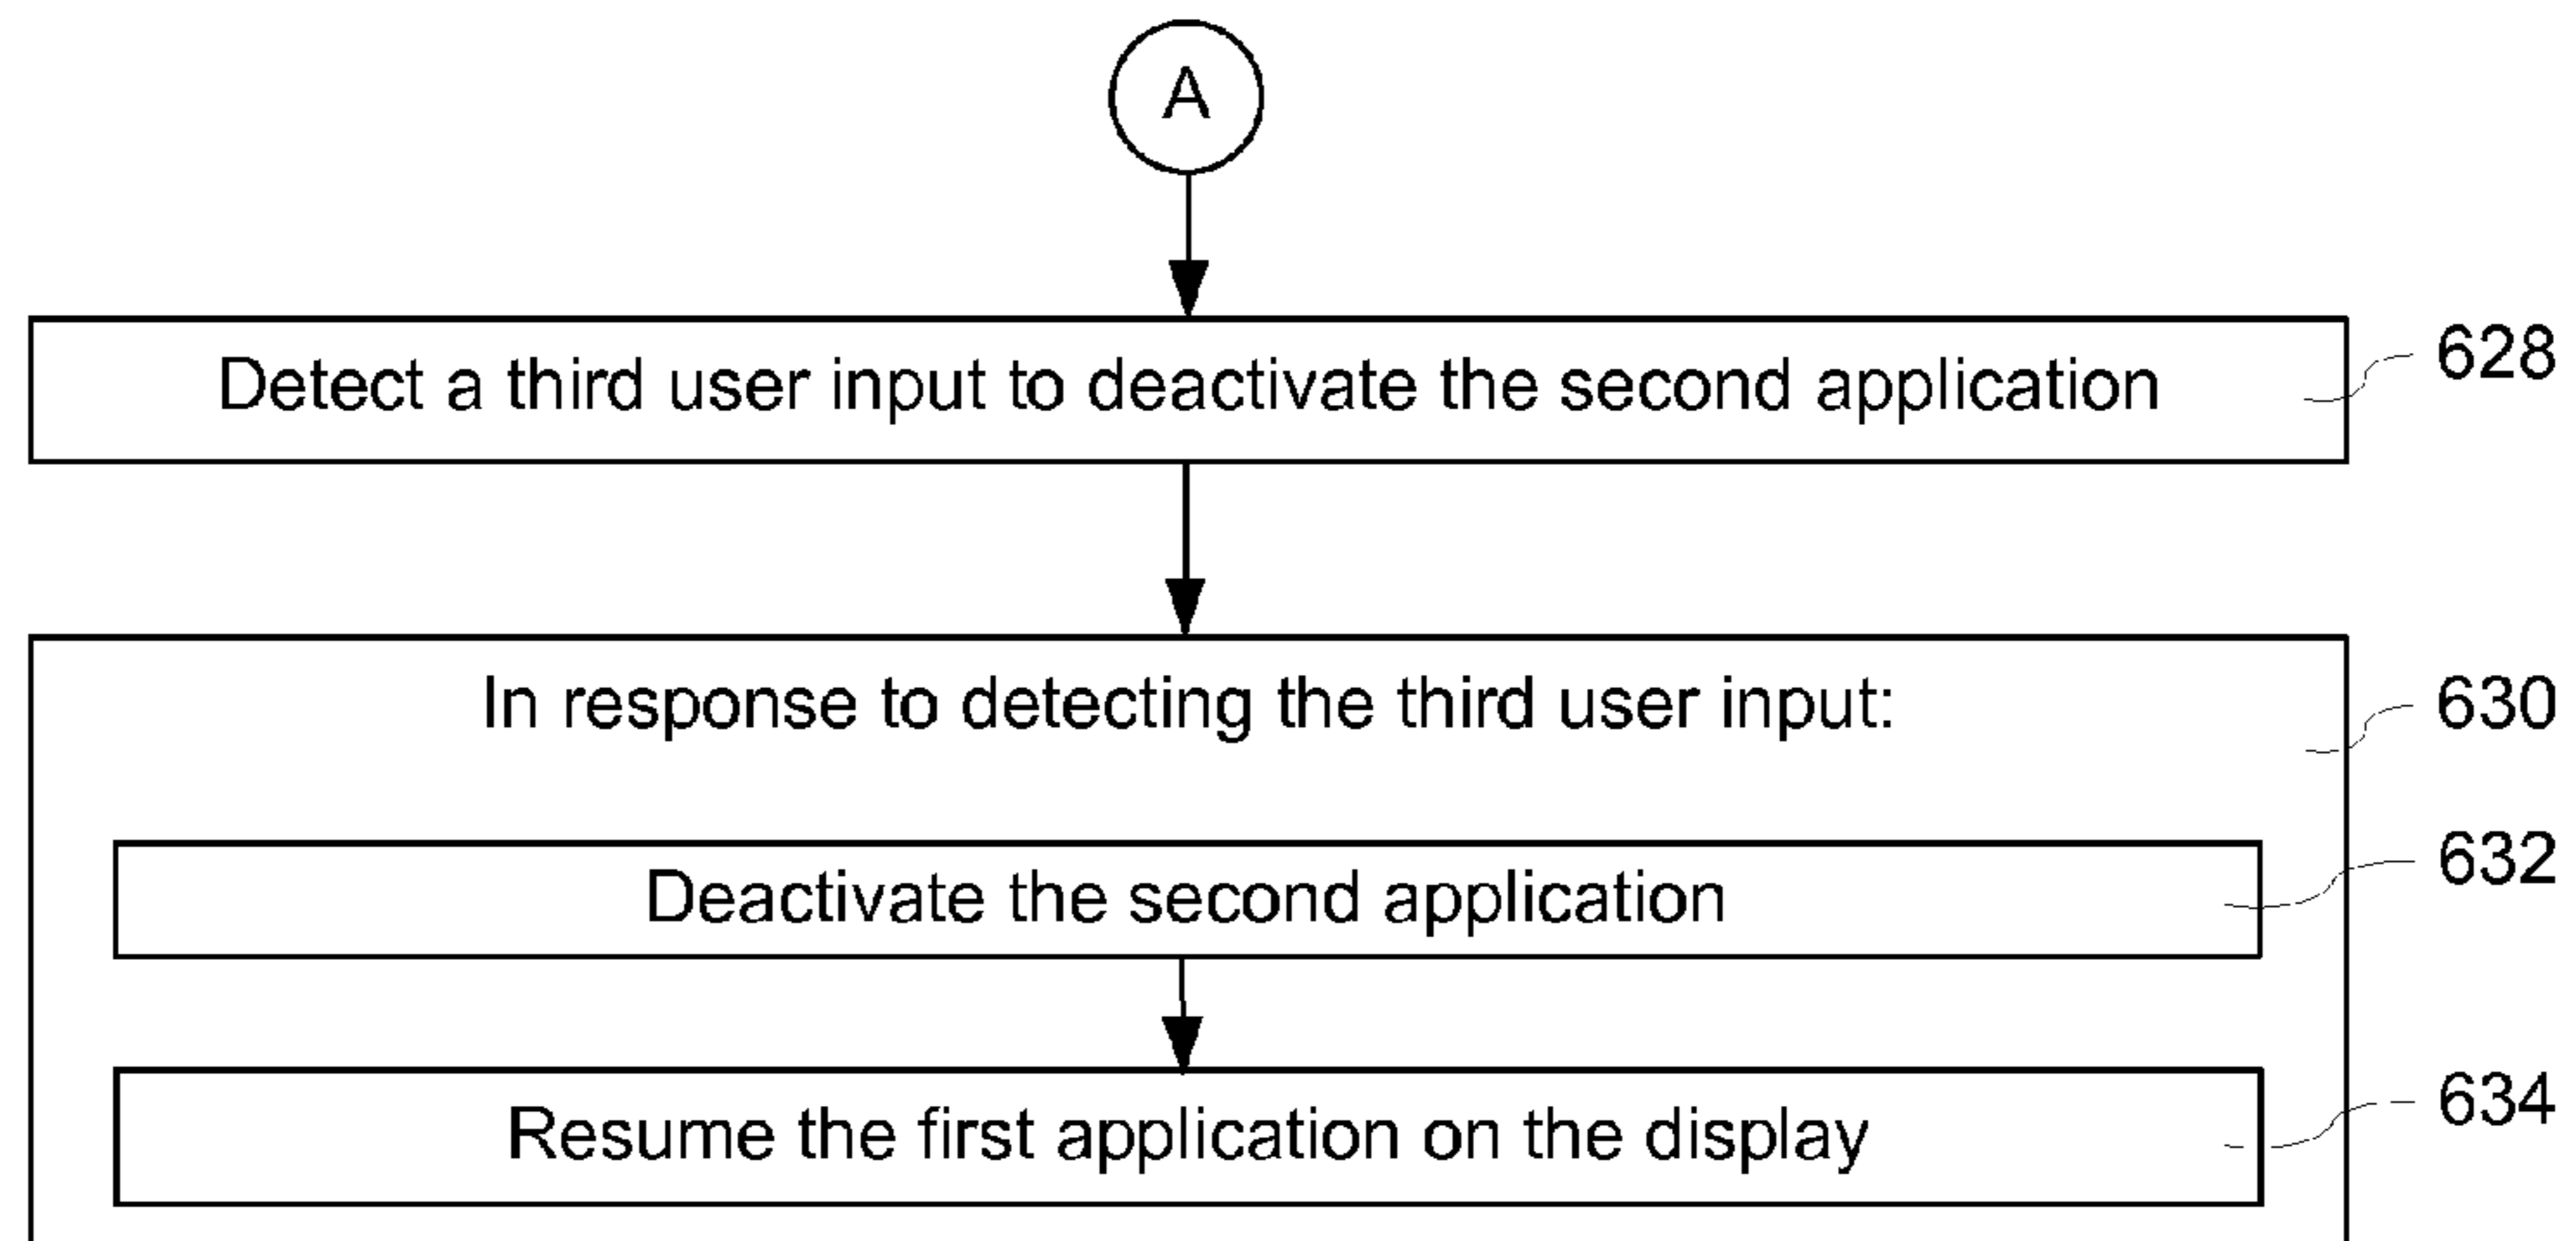 A
Detect a third user input to deactivate the second application
628
In response to detecting the third user input:
630
Deactivate the second application
632
Resume the first application on the display
634